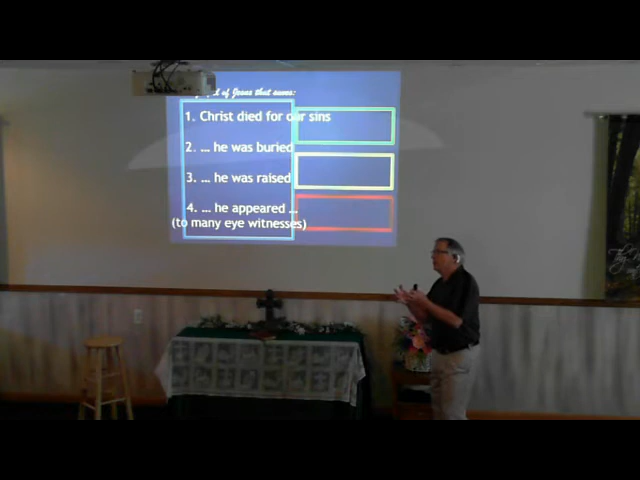 of Jesus that saves:
1. Christ died for our sins
2. ... he was buried
3. ... he was raised
4. ... he appeared ...
(to many eye witnesses)